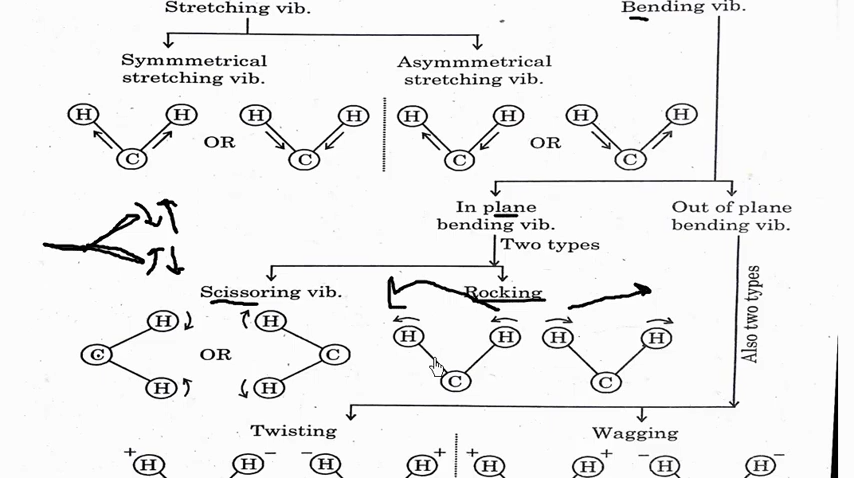 Stretching vib.
Bending vib.
Symmmetrical
stretching vib.
Asymmmetrical
stretching vib.
H H OR H H H H OR H H
C C C C
In plane
bending vib.
Out of plane
bending vib.
Two types
Also two types
Scissoring vib.
Rocking
H H H H H H
C OR C
H H C C
Twisting
Wagging
+ H H − − H H + + H H + − H H −